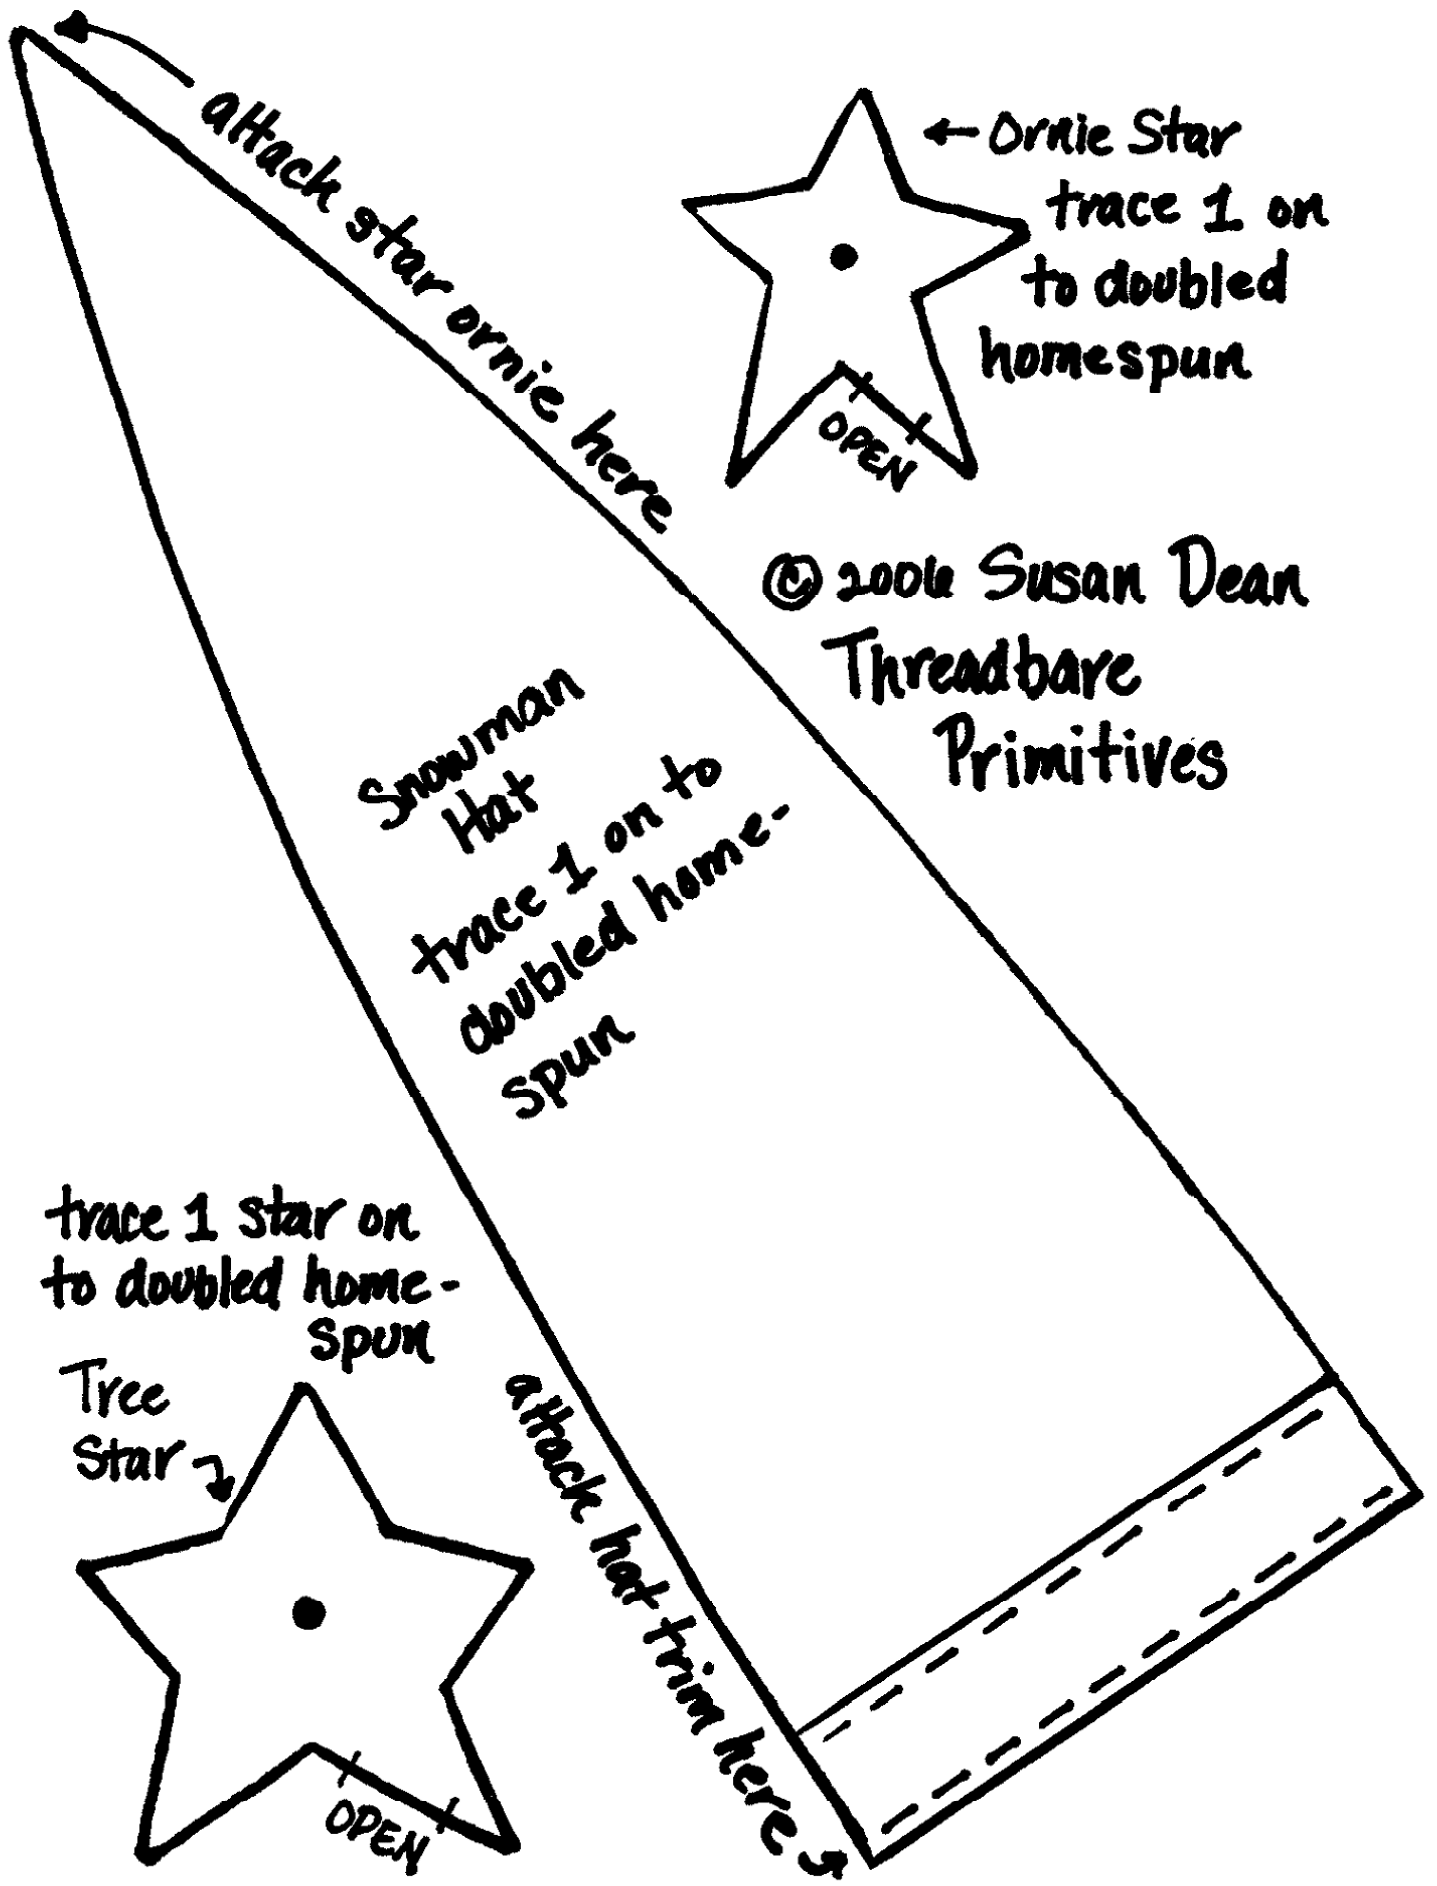 attach star ornie here
← Ornie Star
trace 1 on
to doubled
homespun
OPEN
© 2006 Susan Dean
Threadbare
Primitives
Snowman
Hat
trace 1 on to
doubled home-
spun
trace 1 star on
to doubled home-
spun
Tree
Star
OPEN
attach hat trim here